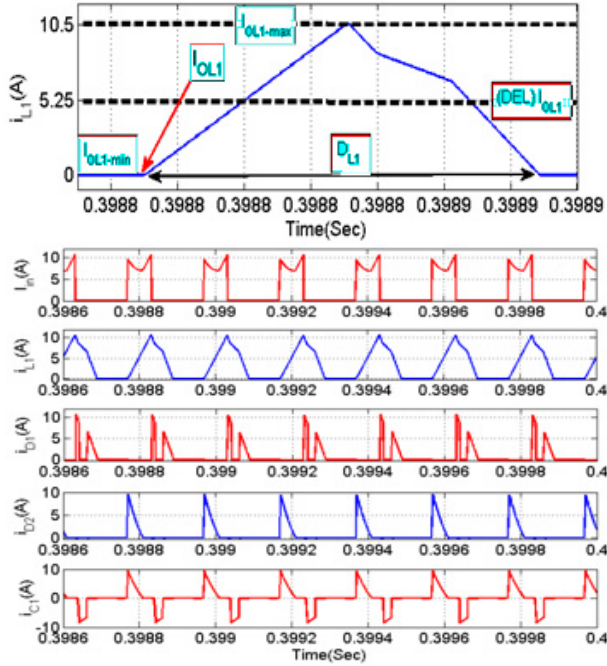 10.5
5.25
0
i_L1(A)
I_OL1-max
I_OL1
(DEL) I_OL1
I_OL1-min
D_L1
0.3988 0.3988 0.3988 0.3988 0.3988 0.3989 0.3989 0.3989
Time(Sec)
I_in(A)
10
5
0
0.3986 0.3988 0.399 0.3992 0.3994 0.3996 0.3998 0.4
i_L1(A)
10
5
0
0.3986 0.3988 0.399 0.3992 0.3994 0.3996 0.3998 0.4
i_D1(A)
10
5
0
0.3986 0.3988 0.399 0.3992 0.3994 0.3996 0.3998 0.4
i_D2(A)
10
5
0
0.3986 0.3988 0.399 0.3992 0.3994 0.3996 0.3998 0.4
i_C1(A)
10
0
-10
0.3986 0.3988 0.399 0.3992 0.3994 0.3996 0.3998 0.4
Time(Sec)